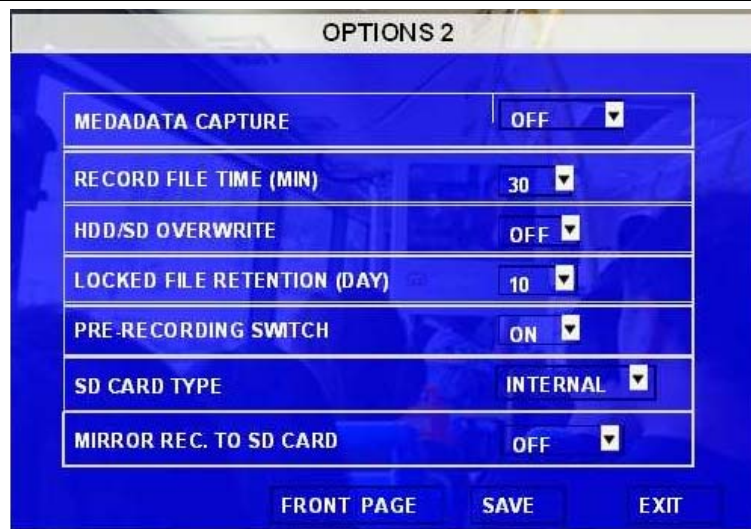 OPTIONS 2
MEDADATA CAPTURE OFF
RECORD FILE TIME (MIN) 30
HDD/SD OVERWRITE OFF
LOCKED FILE RETENTION (DAY) 10
PRE-RECORDING SWITCH ON
SD CARD TYPE INTERNAL
MIRROR REC. TO SD CARD OFF
FRONT PAGE SAVE EXIT